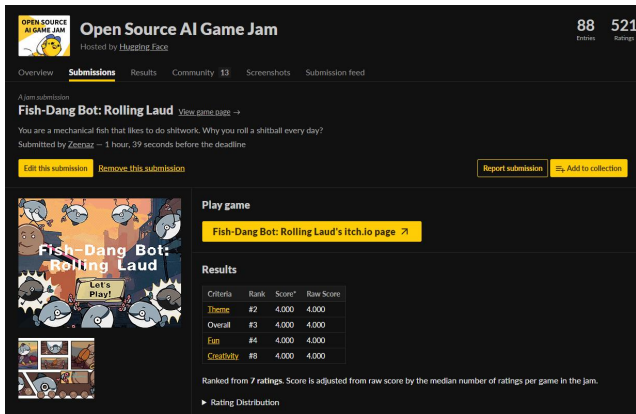 OPEN SOURCE
AI GAME JAM
Open Source AI Game Jam
Hosted by Hugging Face
88
Entries
521
Ratings
Overview Submissions Results Community 13 Screenshots Submission feed
A jam submission
Fish-Dang Bot: Rolling Laud View game page →
You are a mechanical fish that likes to do shitwork. Why you roll a shitball every day?
Submitted by Zeenaz — 1 hour, 39 seconds before the deadline
Edit this submission Remove this submission
Report submission Add to collection
Fish-Dang Bot:
Rolling Laud
Let's
Play!
Play game
Fish-Dang Bot: Rolling Laud's itch.io page ↗
Results
Criteria Rank Score* Raw Score
Theme #2 4.000 4.000
Overall #3 4.000 4.000
Fun #4 4.000 4.000
Creativity #8 4.000 4.000
Ranked from 7 ratings. Score is adjusted from raw score by the median number of ratings per game in the jam.
► Rating Distribution